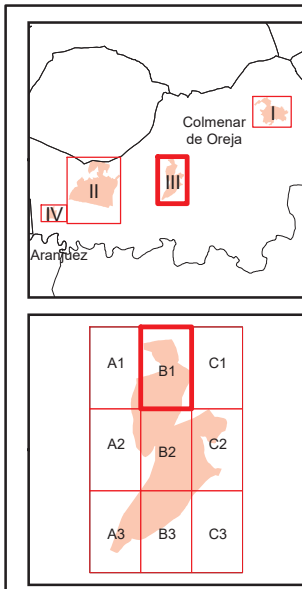 I
Colmenar
de Oreja
II
III
IV
Aranjuez
A1
B1
C1
A2
B2
C2
A3
B3
C3